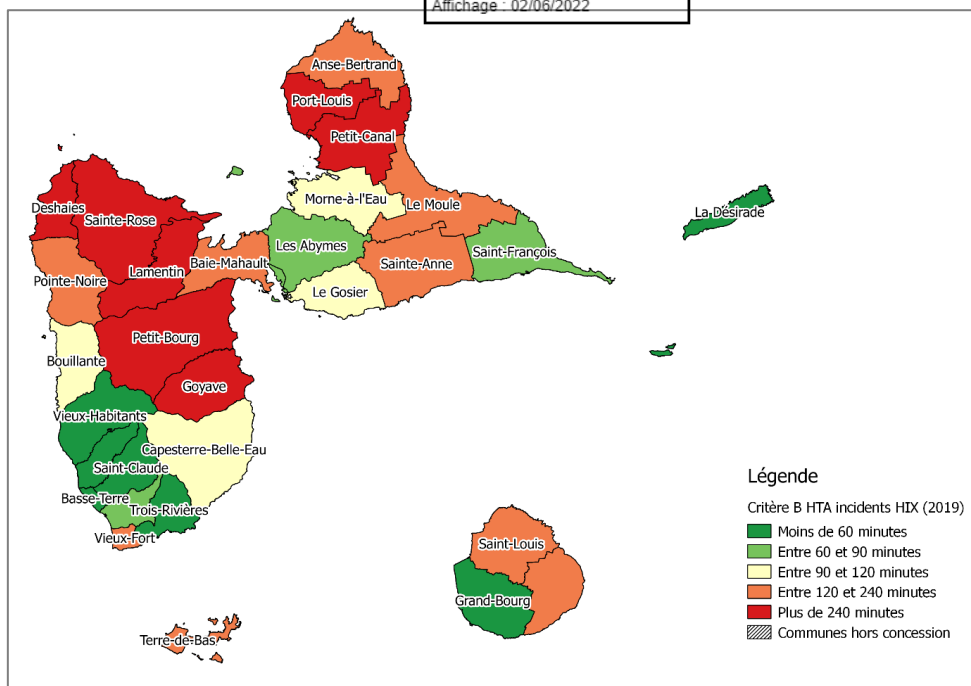 Affichage : 02/06/2022
Anse-Bertrand
Port-Louis
Petit-Canal
Morne-à-l'Eau
Le Moule
La Désirade
Deshaies
Sainte-Rose
Les Abymes
Saint-François
Sainte-Anne
Baie-Mahault
Lamentin
Pointe-Noire
Le Gosier
Petit-Bourg
Bouillante
Goyave
Vieux-Habitants
Capesterre-Belle-Eau
Saint-Claude
Basse-Terre
Trois-Rivières
Vieux-Fort
Saint-Louis
Grand-Bourg
Terre-de-Bas
Légende
Critère B HTA incidents HIX (2019)
Moins de 60 minutes
Entre 60 et 90 minutes
Entre 90 et 120 minutes
Entre 120 et 240 minutes
Plus de 240 minutes
Communes hors concession